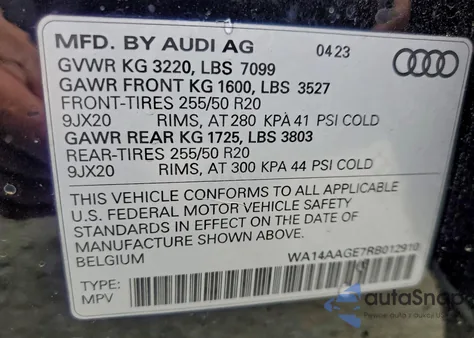 MFD. BY AUDI AG 04 23
GVWR KG 3220, LBS 7099
GAWR FRONT KG 1600, LBS 3527
FRONT-TIRES 255/50 R20
9JX20 RIMS, AT 280 KPA 41 PSI COLD
GAWR REAR KG 1725, LBS 3803
REAR-TIRES 255/50 R20
9JX20 RIMS, AT 300 KPA 44 PSI COLD
THIS VEHICLE CONFORMS TO ALL APPLICABLE
U.S. FEDERAL MOTOR VEHICLE SAFETY
STANDARDS IN EFFECT ON THE DATE OF
MANUFACTURE SHOWN ABOVE.
BELGIUM WA14AAGE7RB012910
TYPE:
MPV
autoSnap